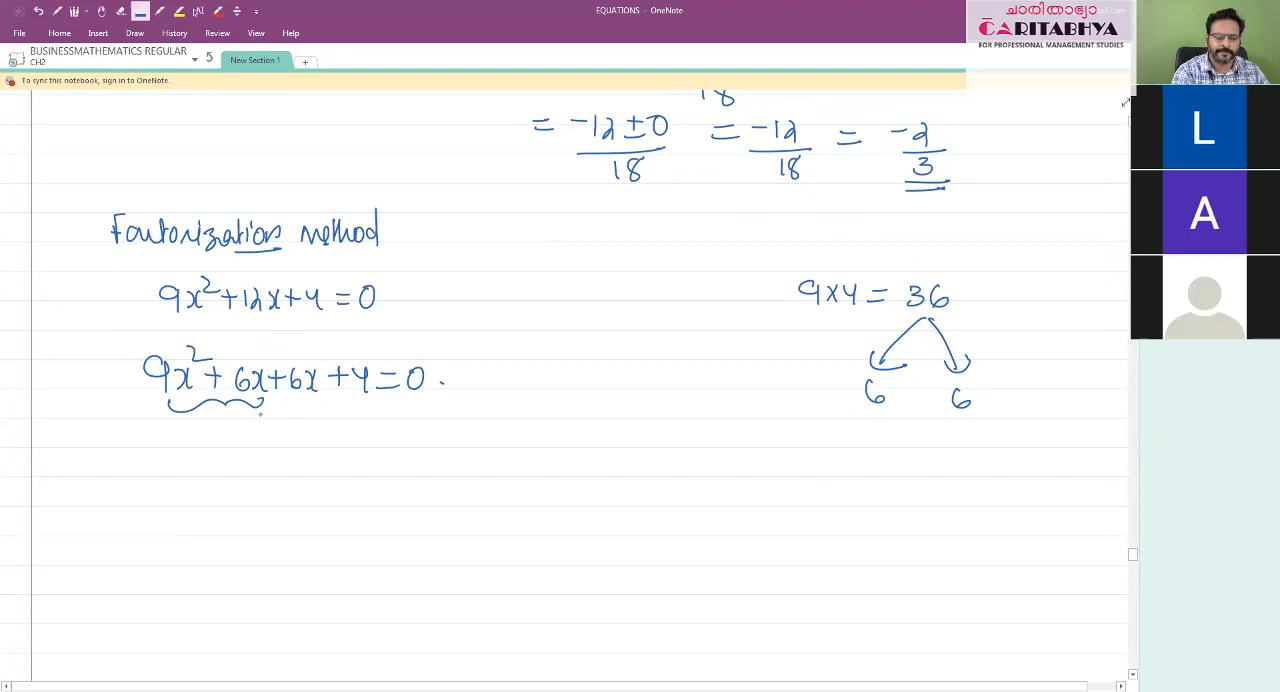 EQUATIONS - OneNote
File Home Insert Draw History Review View Help
BUSINESSMATHEMATICS REGULAR
CH2
New Section 1
To sync this notebook, sign in to OneNote.
ചാരിതാഭ്യാ
CARITABHYA
FOR PROFESSIONAL MANAGEMENT STUDIES
18
= -12 ± 0 / 18 = -12 / 18 = -2 / 3
Factorization method
9x² + 12x + 4 = 0
9 x 4 = 36
9x² + 6x + 6x + 4 = 0 .
6 6
L
A